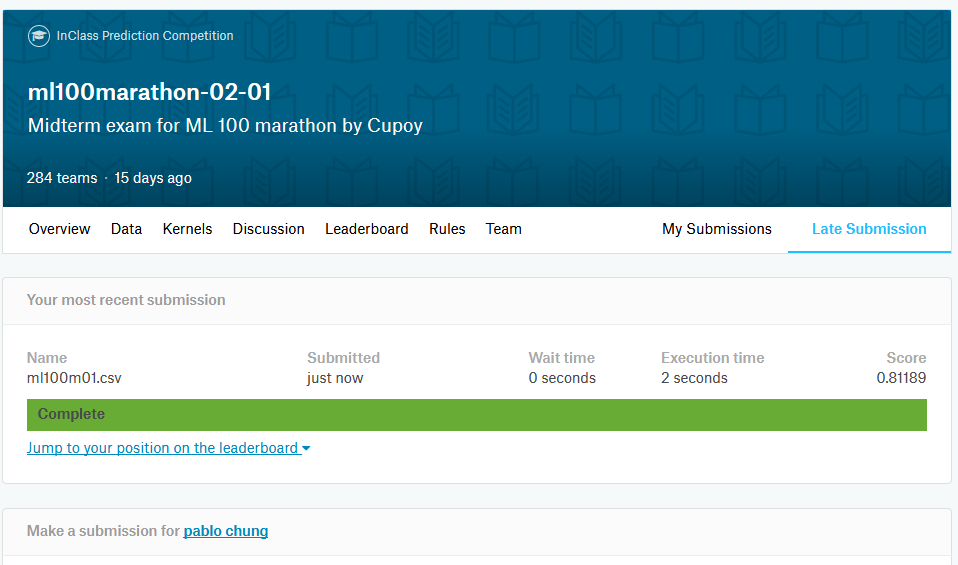 InClass Prediction Competition
ml100marathon-02-01
Midterm exam for ML 100 marathon by Cupoy
284 teams · 15 days ago
Overview Data Kernels Discussion Leaderboard Rules Team My Submissions Late Submission
Your most recent submission
Name Submitted Wait time Execution time Score
ml100m01.csv just now 0 seconds 2 seconds 0.81189
Complete
Jump to your position on the leaderboard
Make a submission for pablo chung